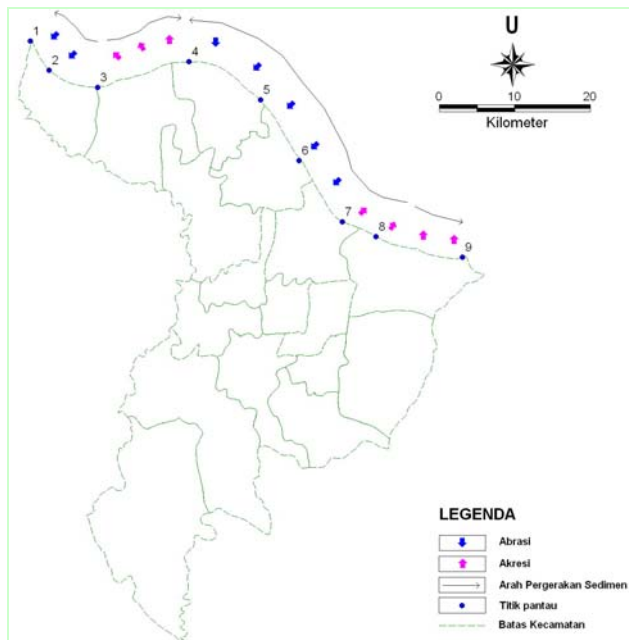 U
0 10 20
Kilometer
1
2
3
4
5
6
7
8
9
LEGENDA
Abrasi
Akresi
Arah Pergerakan Sedimen
Titik pantau
Batas Kecamatan